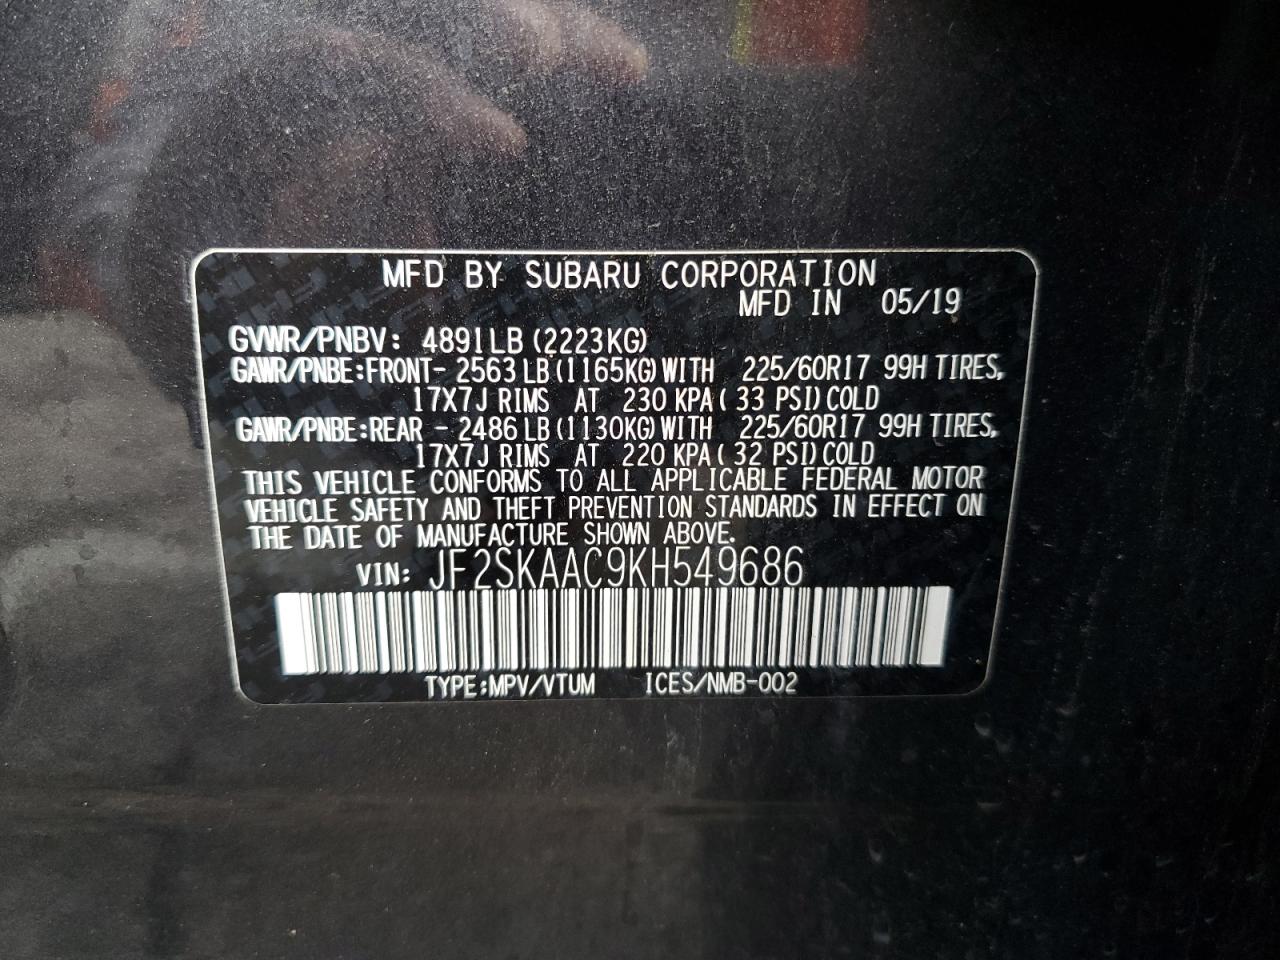 MFD BY SUBARU CORPORATION
MFD IN 05/19
GVWR/PNBV: 4891LB (2223KG)
GAWR/PNBE:FRONT- 2563 LB (1165KG) WITH 225/60R17 99H TIRES,
17X7J RIMS AT 230 KPA ( 33 PSI) COLD
GAWR/PNBE:REAR - 2486 LB (1130KG) WITH 225/60R17 99H TIRES,
17X7J RIMS AT 220 KPA ( 32 PSI) COLD
THIS VEHICLE CONFORMS TO ALL APPLICABLE FEDERAL MOTOR
VEHICLE SAFETY AND THEFT PREVENTION STANDARDS IN EFFECT ON
THE DATE OF MANUFACTURE SHOWN ABOVE.
VIN: JF2SKAAC9KH549686
TYPE:MPV/VTUM ICES/NMB-002